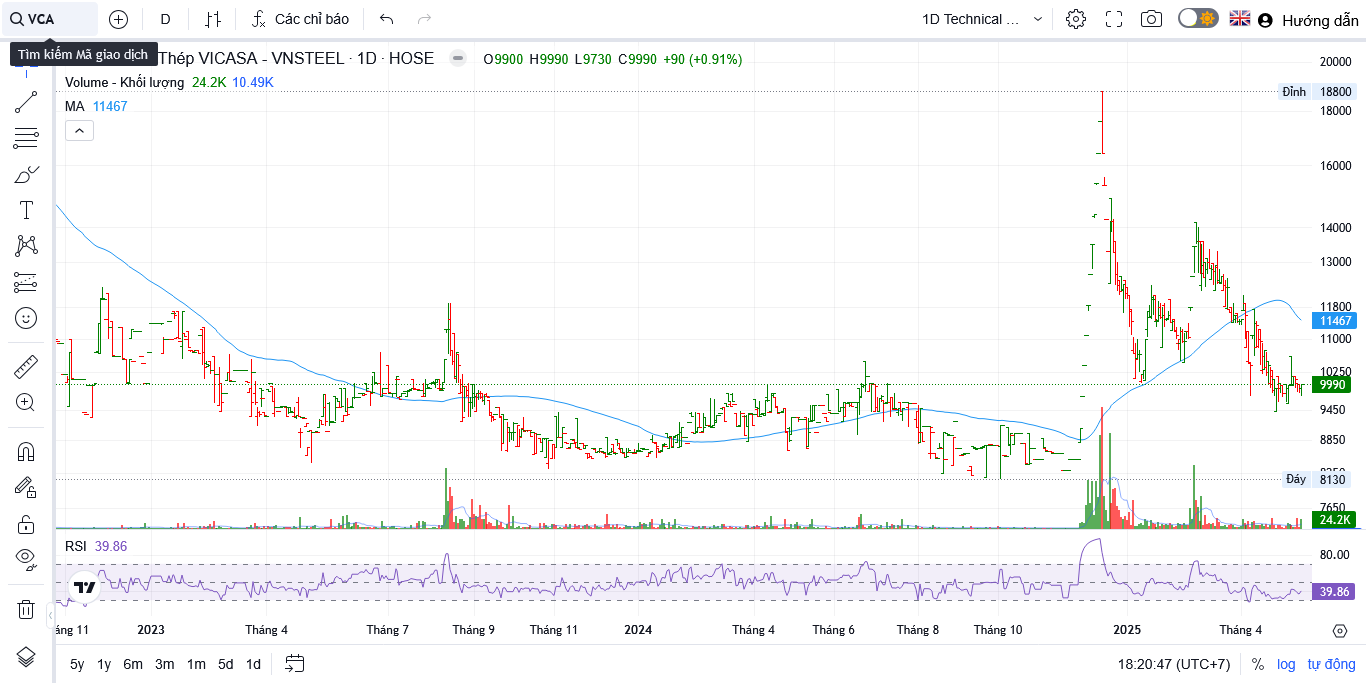 VCA D Các chỉ báo 1D Technical ... Hướng dẫn
Tìm kiếm Mã giao dịch
Thép VICASA - VNSTEEL · 1D · HOSE O9900 H9990 L9730 C9990 +90 (+0.91%)
Volume - Khối lượng 24.2K 10.49K
MA 11467
20000
Đỉnh 18800
18000
16000
14000
13000
11800
11467
11000
10250
9990
9450
8850
8250
Đáy 8130
7650
24.2K
RSI 39.86
80.00
39.86
áng 11 2023 Tháng 4 Tháng 7 Tháng 9 Tháng 11 2024 Tháng 4 Tháng 6 Tháng 8 Tháng 10 2025 Tháng 4
5y 1y 6m 3m 1m 5d 1d 18:20:47 (UTC+7) % log tự động